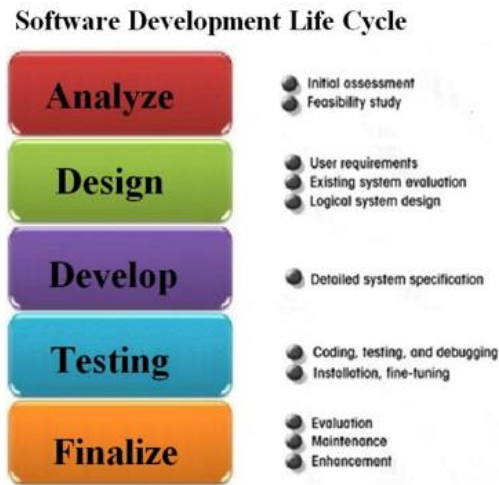 Software Development Life Cycle
Analyze
Initial assessment
Feasibility study
Design
User requirements
Existing system evaluation
Logical system design
Develop
Detailed system specification
Testing
Coding, testing, and debugging
Installation, fine-tuning
Finalize
Evaluation
Maintenance
Enhancement